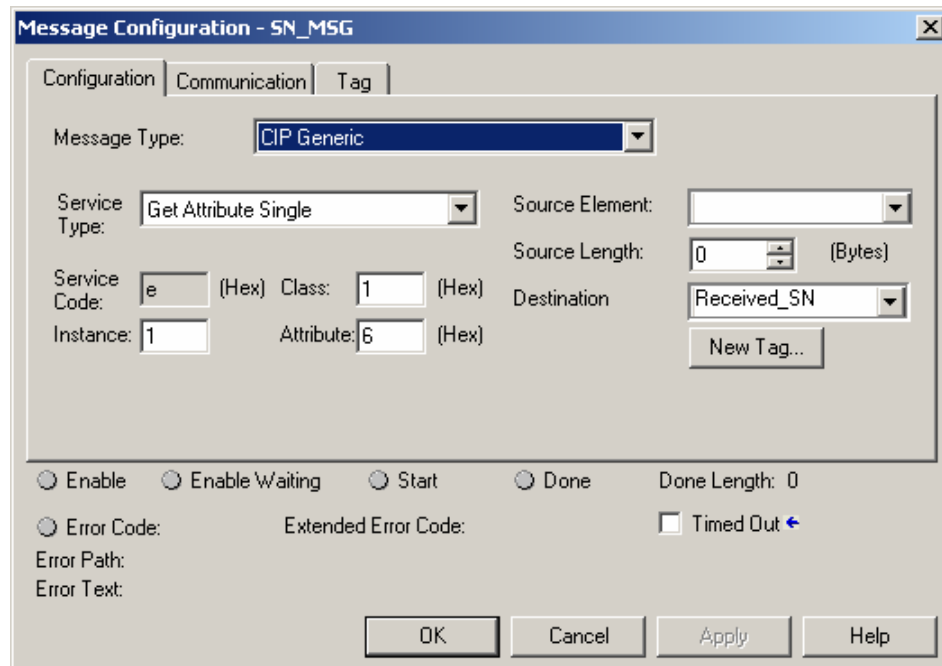 Message Configuration - SN_MSG
Configuration Communication Tag
Message Type: CIP Generic
Service Type: Get Attribute Single
Source Element:
Source Length: 0 (Bytes)
Service Code: e (Hex) Class: 1 (Hex)
Destination Received_SN
Instance: 1 Attribute: 6 (Hex)
New Tag...
Enable Enable Waiting Start Done Done Length: 0
Error Code: Extended Error Code: Timed Out
Error Path:
Error Text:
OK Cancel Apply Help